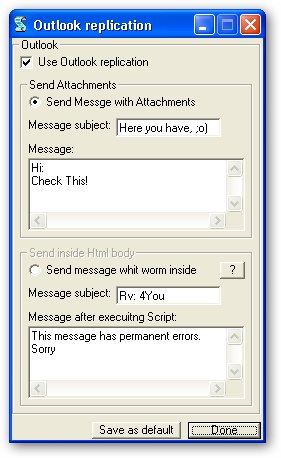 Outlook replication
Outlook
Use Outlook replication
Send Attachments
Send Messge with Attachments
Message subject: Here you have, ;o)
Message:
Hi:
Check This!
Send inside Html body
Send message whit worm inside ?
Message subject: Rv: 4You
Message after execuitng Script:
This message has permanent errors.
Sorry
Save as default Done